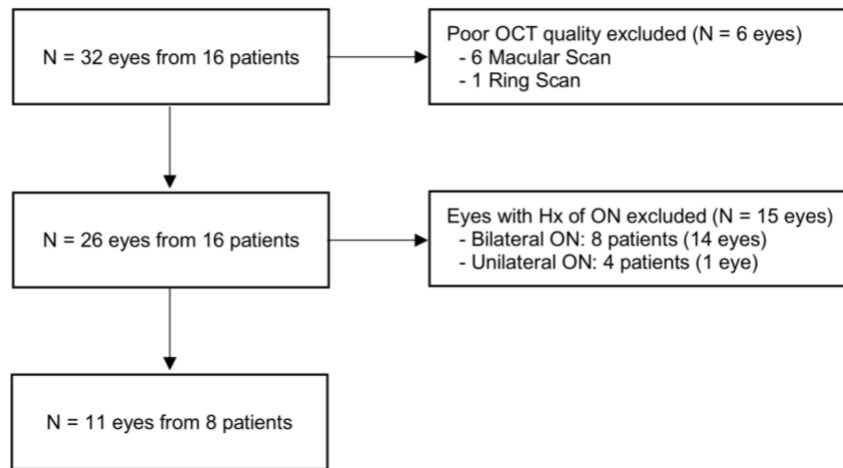 N = 32 eyes from 16 patients
Poor OCT quality excluded (N = 6 eyes)
- 6 Macular Scan
- 1 Ring Scan
N = 26 eyes from 16 patients
Eyes with Hx of ON excluded (N = 15 eyes)
- Bilateral ON: 8 patients (14 eyes)
- Unilateral ON: 4 patients (1 eye)
N = 11 eyes from 8 patients